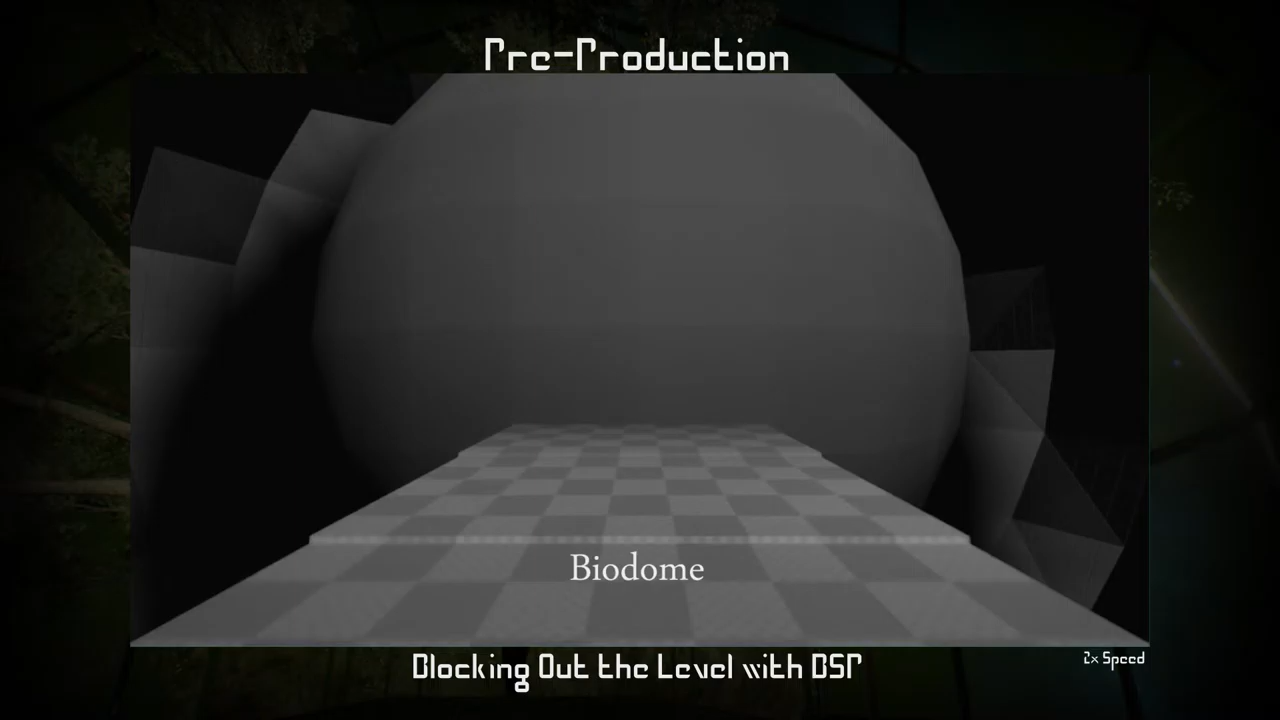 Pre-Production
Biodome
Blocking Out the Level with BSP
2x Speed